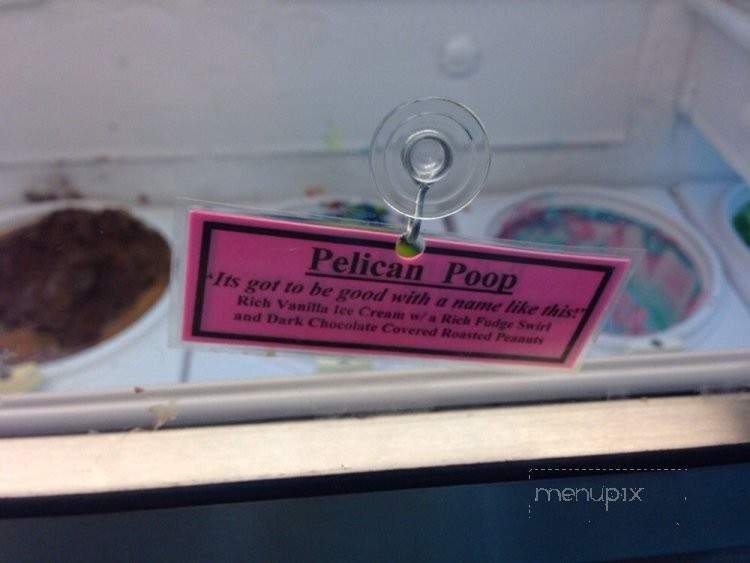 Pelican Poop
"Its got to be good with a name like this!"
Rich Vanilla Ice Cream w/ a Rich Fudge Swirl
and Dark Chocolate Covered Roasted Peanuts
menupix